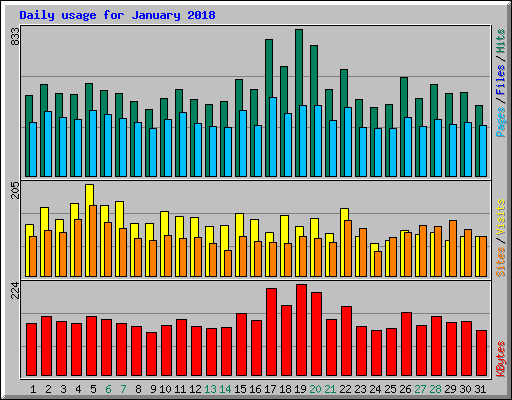 Daily usage for January 2018
833
Pages / Files / Hits
205
Sites / Visits
224
KBytes
1 2 3 4 5 6 7 8 9 10 11 12 13 14 15 16 17 18 19 20 21 22 23 24 25 26 27 28 29 30 31